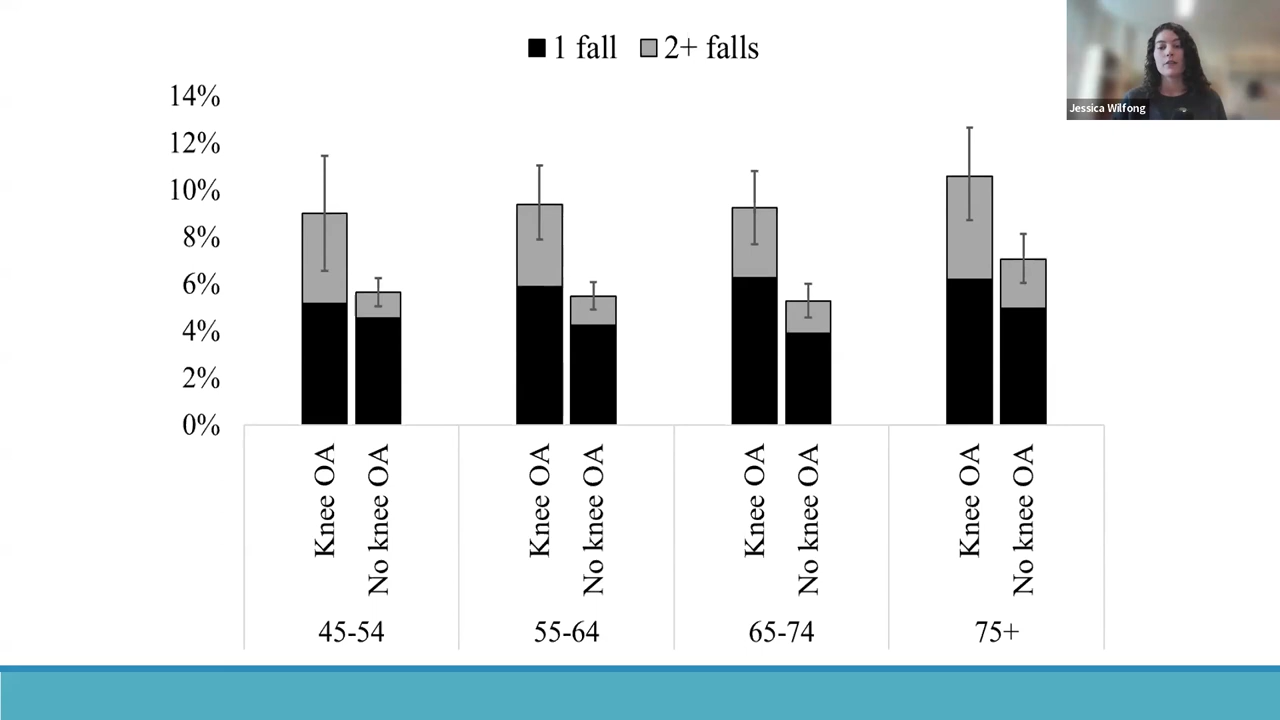 1 fall 2+ falls
Jessica Wilfong
14%
12%
10%
8%
6%
4%
2%
0%
Knee OA
No knee OA
Knee OA
No knee OA
Knee OA
No knee OA
Knee OA
No knee OA
45-54
55-64
65-74
75+